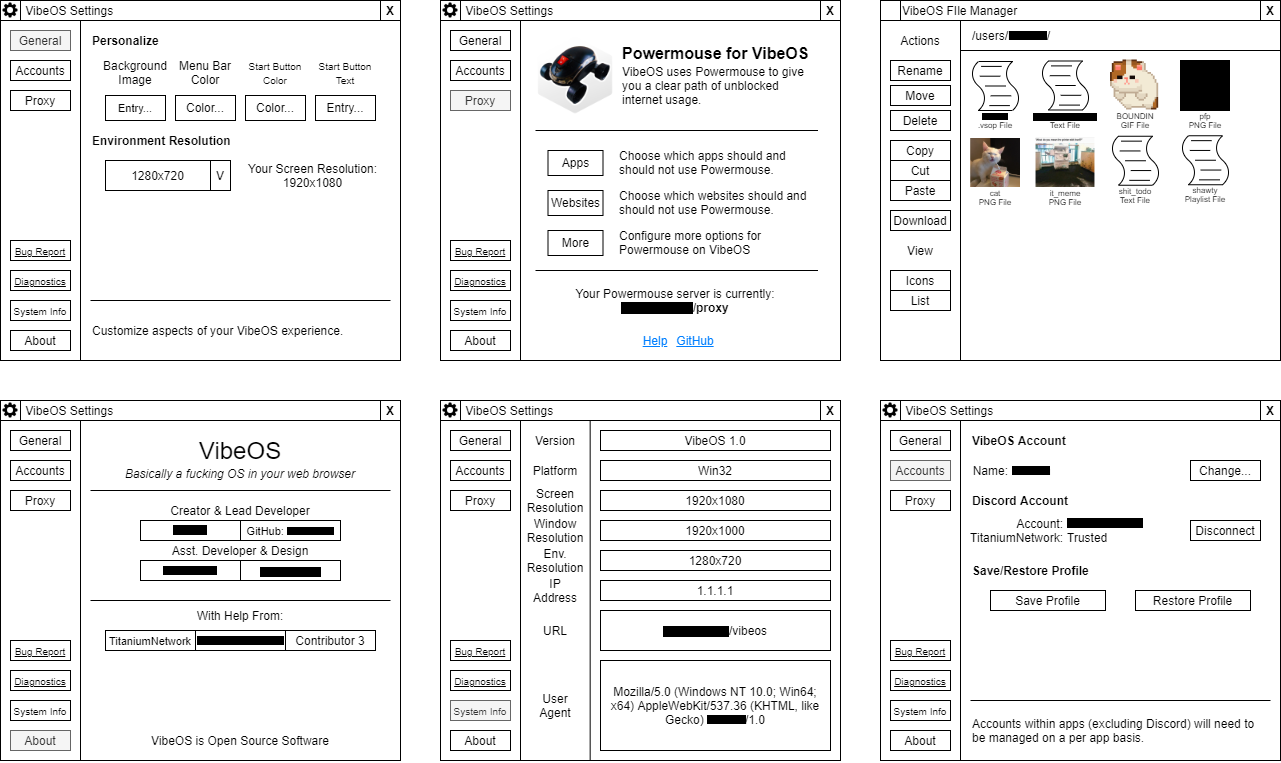 VibeOS Settings
X
General
Accounts
Proxy
Bug Report
Diagnostics
System Info
About
Personalize
Background
Image
Menu Bar
Color
Start Button
Color
Start Button
Text
Entry...
Color...
Color...
Entry...
Environment Resolution
1280x720
V
Your Screen Resolution:
1920x1080
Customize aspects of your VibeOS experience.
VibeOS Settings
X
General
Accounts
Proxy
Bug Report
Diagnostics
System Info
About
Powermouse for VibeOS
VibeOS uses Powermouse to give
you a clear path of unblocked
internet usage.
Apps
Choose which apps should and
should not use Powermouse.
Websites
Choose which websites should and
should not use Powermouse.
More
Configure more options for
Powermouse on VibeOS
Your Powermouse server is currently:
/proxy
Help
GitHub
VibeOS FIle Manager
X
Actions
Rename
Move
Delete
Copy
Cut
Paste
Download
View
Icons
List
/users/ /
.vsop File
Text File
BOUNDIN
GIF File
pfp
PNG File
cat
PNG File
it_meme
PNG File
shit_todo
Text File
shawty
Playlist File
VibeOS Settings
X
General
Accounts
Proxy
Bug Report
Diagnostics
System Info
About
VibeOS
Basically a fucking OS in your web browser
Creator & Lead Developer
GitHub:
Asst. Developer & Design
With Help From:
TitaniumNetwork
Contributor 3
VibeOS is Open Source Software
VibeOS Settings
X
General
Accounts
Proxy
Bug Report
Diagnostics
System Info
About
Version
VibeOS 1.0
Platform
Win32
Screen
Resolution
1920x1080
Window
Resolution
1920x1000
Env.
Resolution
1280x720
IP
Address
1.1.1.1
URL
/vibeos
User
Agent
Mozilla/5.0 (Windows NT 10.0; Win64;
x64) AppleWebKit/537.36 (KHTML, like
Gecko) /1.0
VibeOS Settings
X
General
Accounts
Proxy
Bug Report
Diagnostics
System Info
About
VibeOS Account
Name:
Change...
Discord Account
Account:
TitaniumNetwork: Trusted
Disconnect
Save/Restore Profile
Save Profile
Restore Profile
Accounts within apps (excluding Discord) will need to
be managed on a per app basis.